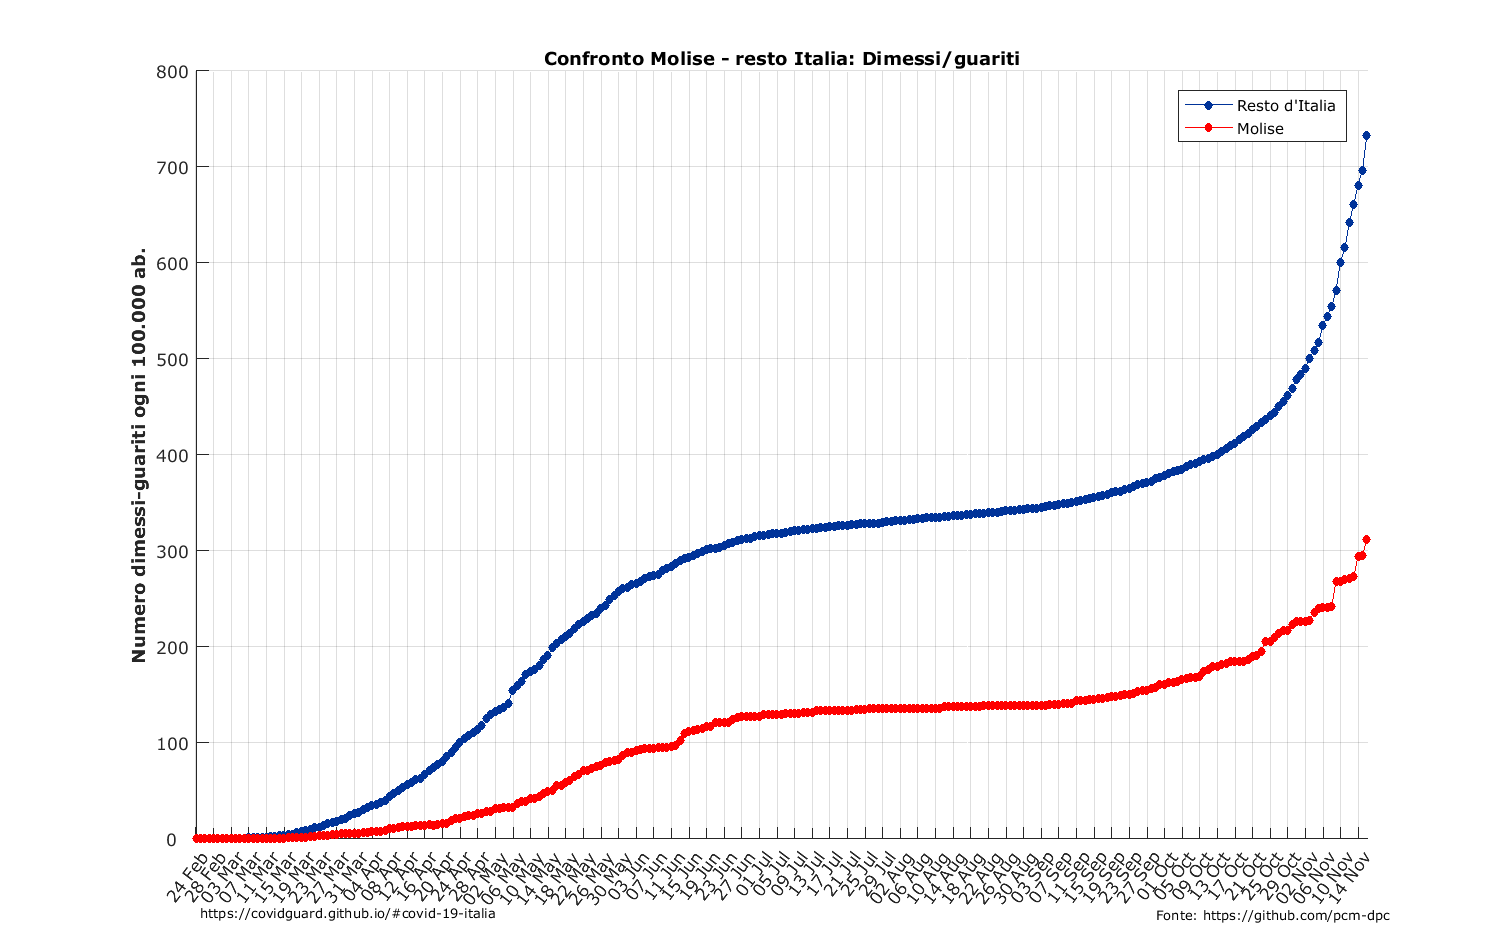 Confronto Molise - resto Italia: Dimessi/guariti
Resto d'Italia
Molise
Numero dimessi-guariti ogni 100.000 ab.
800
700
600
500
400
300
200
100
0
24 Feb
28 Feb
03 Mar
07 Mar
11 Mar
15 Mar
19 Mar
23 Mar
27 Mar
31 Mar
04 Apr
08 Apr
12 Apr
16 Apr
20 Apr
24 Apr
28 Apr
02 May
06 May
10 May
14 May
18 May
22 May
26 May
30 May
03 Jun
07 Jun
11 Jun
15 Jun
19 Jun
23 Jun
27 Jun
01 Jul
05 Jul
09 Jul
13 Jul
17 Jul
21 Jul
25 Jul
29 Jul
02 Aug
06 Aug
10 Aug
14 Aug
18 Aug
22 Aug
26 Aug
30 Aug
03 Sep
07 Sep
11 Sep
15 Sep
19 Sep
23 Sep
27 Sep
01 Oct
05 Oct
09 Oct
13 Oct
17 Oct
21 Oct
25 Oct
29 Oct
02 Nov
06 Nov
10 Nov
14 Nov
https://covidguard.github.io/#covid-19-italia
Fonte: https://github.com/pcm-dpc